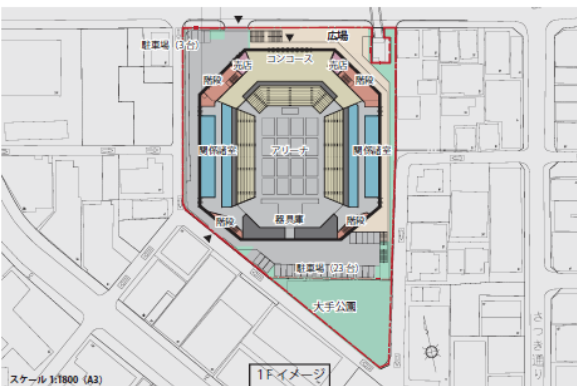 広場
駐車場（3台）
コンコース
売店
売店
階段
階段
関係諸室
アリーナ
関係諸室
階段
器具庫
階段
駐車場（23台）
大手公園
さつき通り
スケール 1:1800（A3）
1Fイメージ